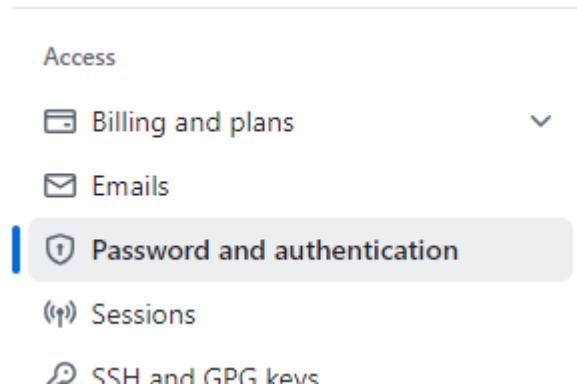 Access
Billing and plans
Emails
Password and authentication
Sessions
SSH and GPG keys